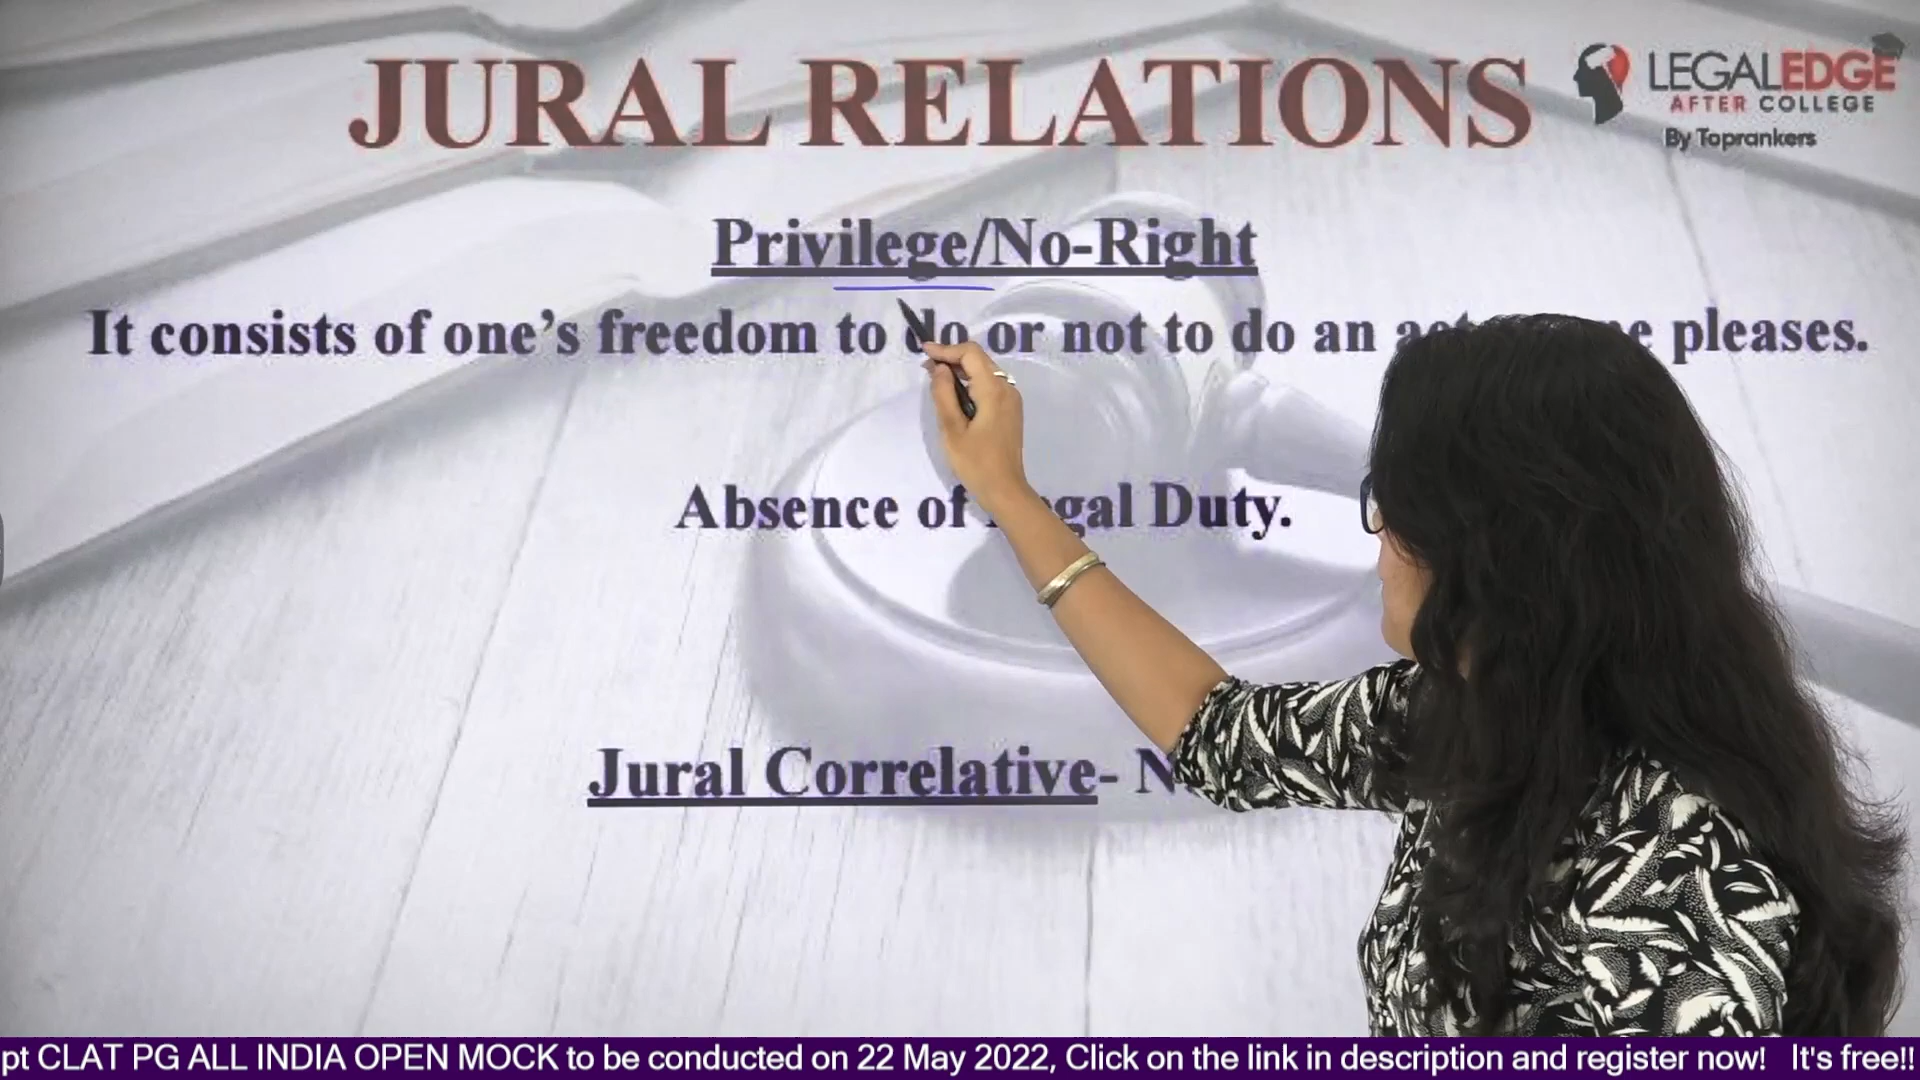 JURAL RELATIONS
LEGALEDGE
AFTER COLLEGE
By Toprankers
Privilege/No-Right
It consists of one's freedom to do or not to do an pleases.
Absence of Duty.
Jural Correlative-
pt CLAT PG ALL INDIA OPEN MOCK to be conducted on 22 May 2022, Click on the link in description and register now! It's free!!